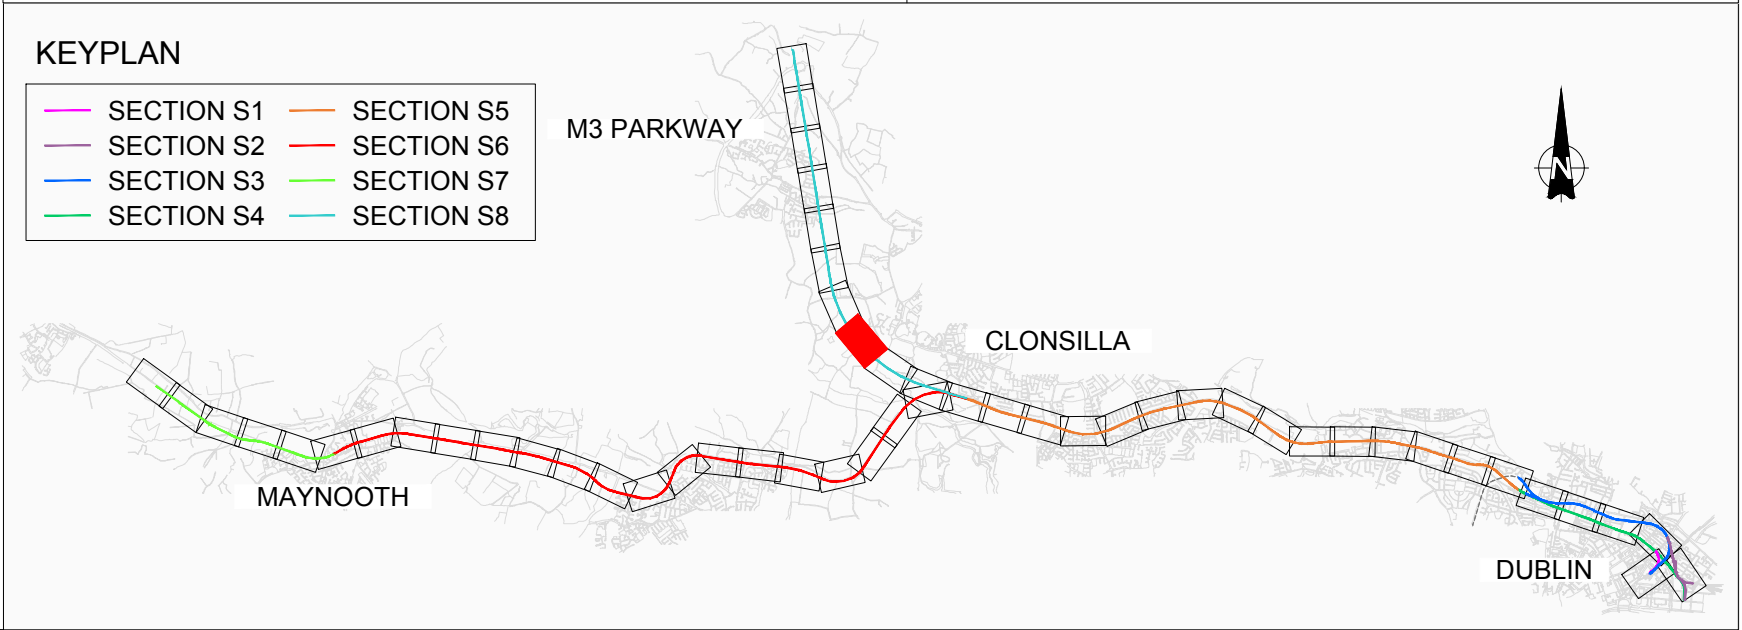 KEYPLAN
SECTION S1
SECTION S5
SECTION S2
SECTION S6
SECTION S3
SECTION S7
SECTION S4
SECTION S8
M3 PARKWAY
N
CLONSILLA
MAYNOOTH
DUBLIN